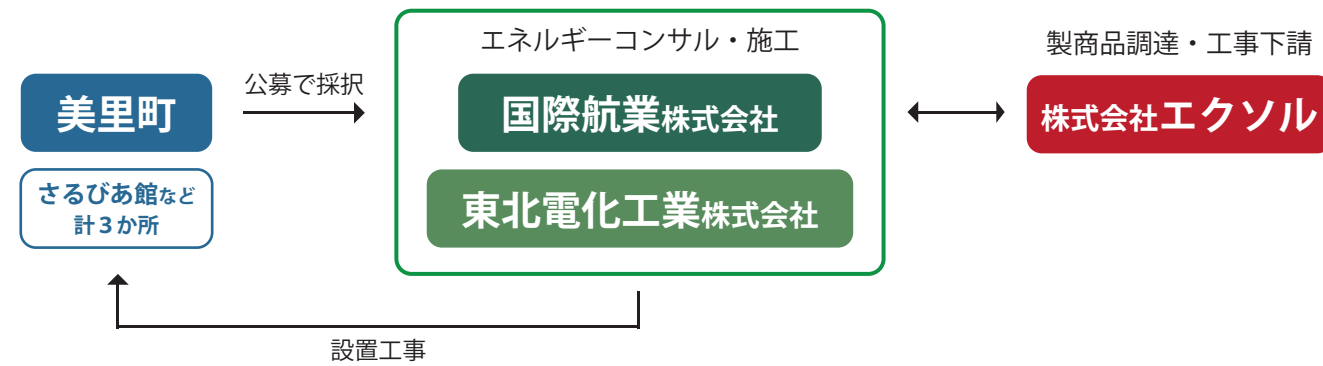 エネルギーコンサル・施工
製商品調達・工事下請
公募で採択
美里町
国際航業株式会社
株式会社エクソル
さるびあ館など
計3か所
東北電化工業株式会社
設置工事